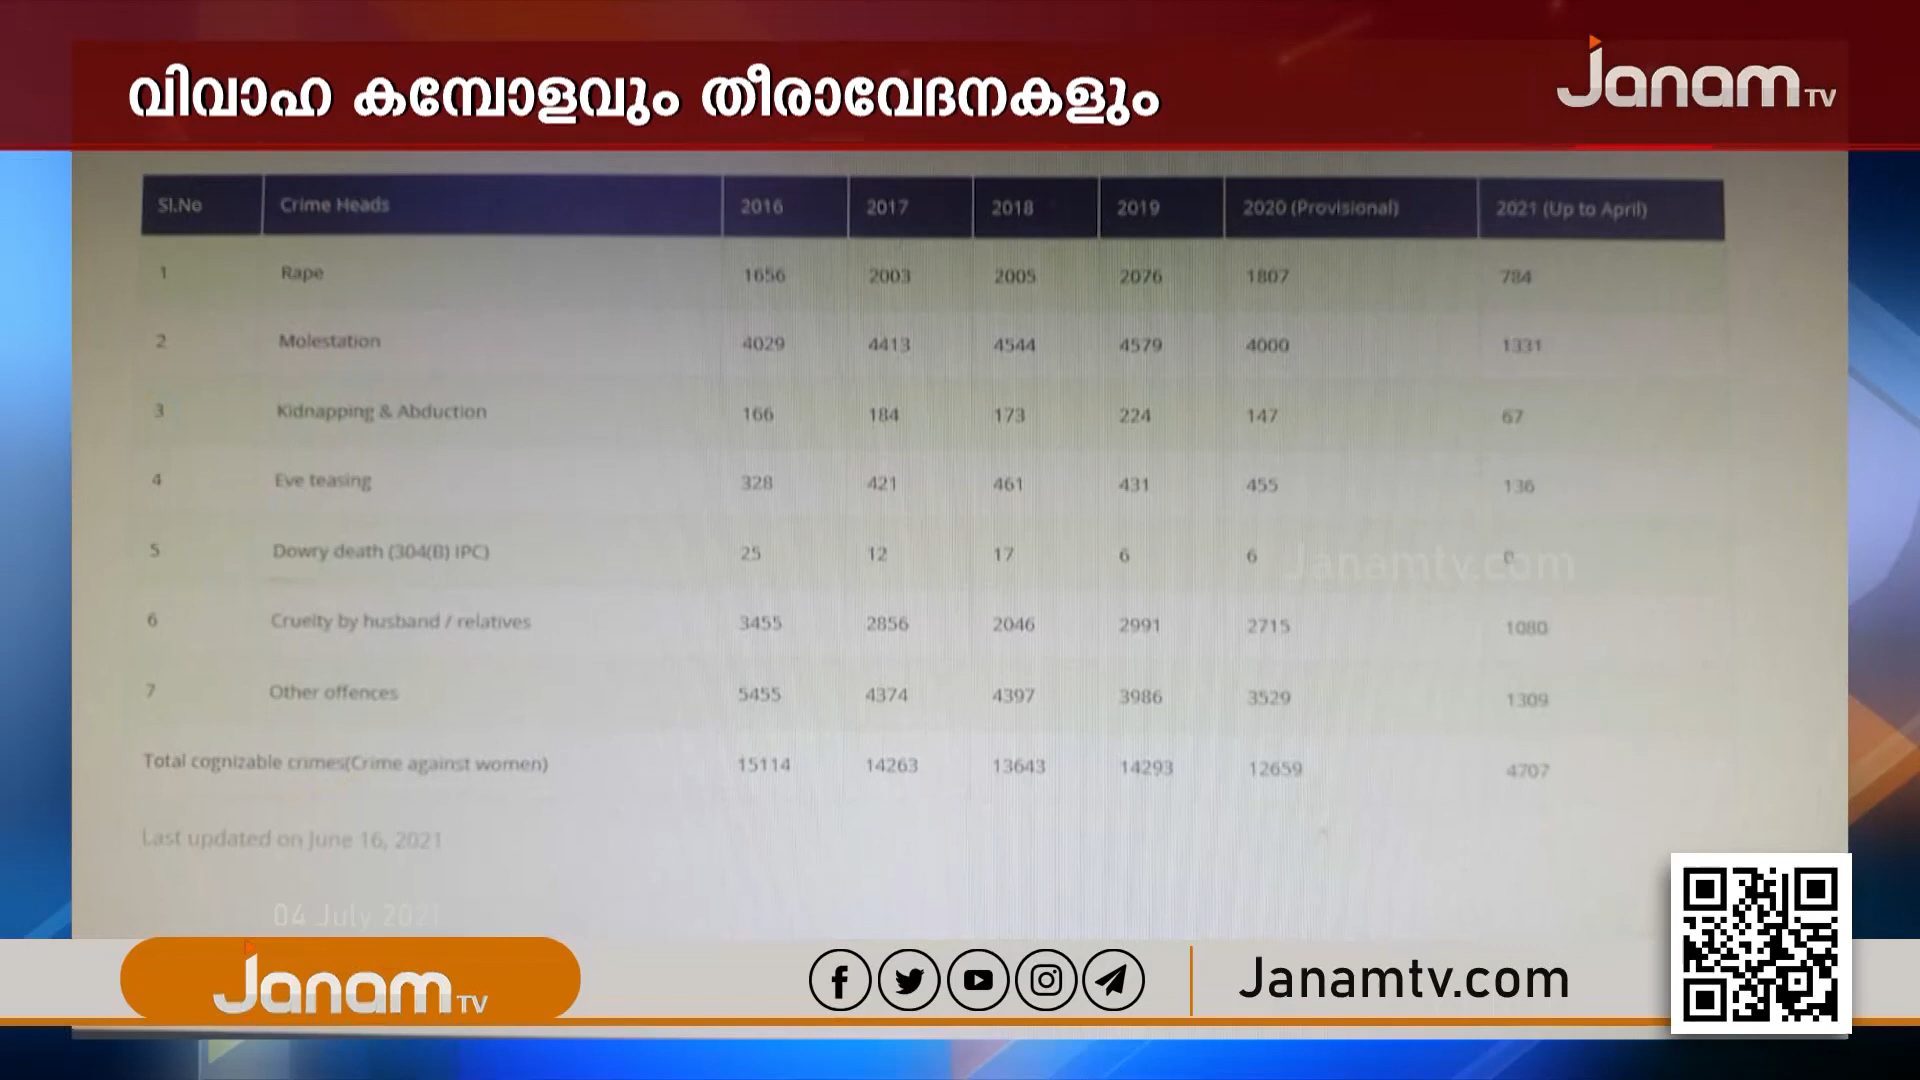 വിവാഹ കമ്പോളവും തീരാവേദനകളും
Janam TV
Sl.No Crime Heads 2016 2017 2018 2019 2020 (Provisional) 2021 (Up to April)
1 Rape 1656 2003 2005 2076 1807 784
2 Molestation 4029 4413 4544 4579 4000 1331
3 Kidnapping & Abduction 166 184 173 224 147 67
4 Eve teasing 328 421 461 431 455 136
5 Dowry death (304(B) IPC) 25 12 17 6 6
Janamtv.com
6 Cruelty by husband / relatives 3455 2856 2046 2991 2715 1080
7 Other offences 5455 4374 4397 3986 3529 1309
Total cognizable crimes(Crime against women) 15114 14263 13643 14293 12659 4707
Last updated on June 16, 2021
04 July 2021
Janam TV
Janamtv.com